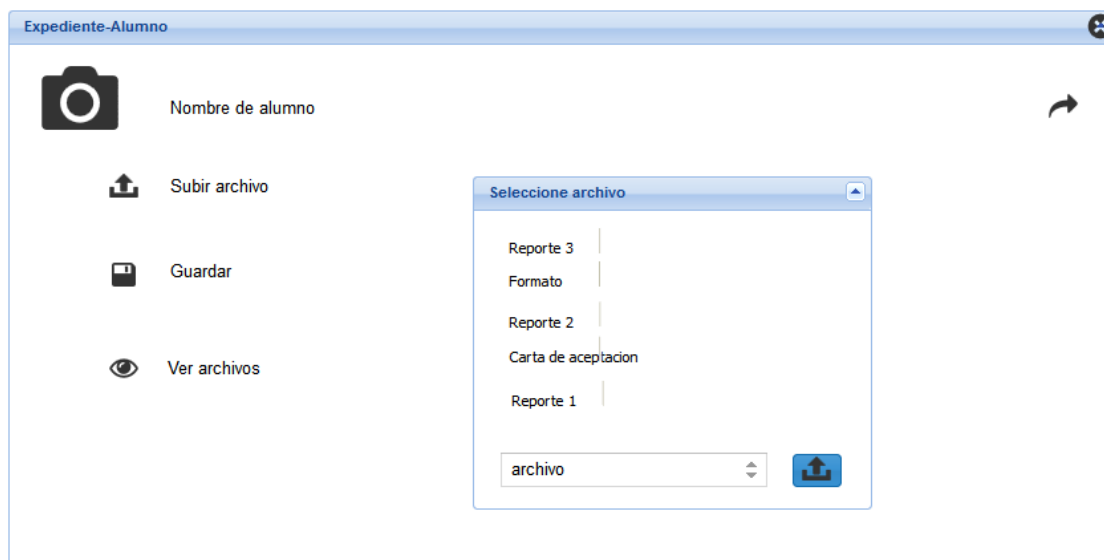 Expediente-Alumno
Nombre de alumno
Subir archivo
Guardar
Ver archivos
Seleccione archivo
Reporte 3
Formato
Reporte 2
Carta de aceptacion
Reporte 1
archivo